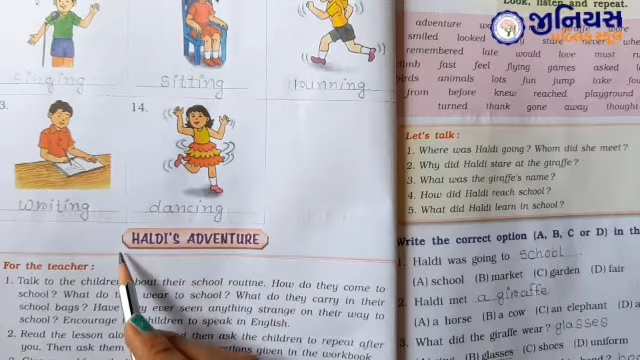 singing
sitting
running
3.
14.
writing
dancing
HALDI'S ADVENTURE
For the teacher :
1. Talk to the children about their school routine. How do they come to
school? What do wear to school? What do they carry in their
school bags? Have ever seen anything strange on their way to
school? Encourage children to speak in English.
2. Read the lesson and then ask the children to repeat after
you. Then ask them questions given in the workbook
Look, listen and repeat.
adventure
smiled looked stare never
remembered late would love must
climb fast feel flying games asked
birds animals lots fun jump take
from before knew reached playground
turned thank gone away thought
જીનિયસ
Let's talk :
1. Where was Haldi going? Whom did she meet?
2. Why did Haldi stare at the giraffe?
3. What was the giraffe's name?
4. How did Haldi reach school?
5. What did Haldi learn in school?
Write the correct option (A, B, C or D) in the
1. Haldi was going to school.
(A) school (B) market (C) garden (D) fair
2. Haldi met a giraffe
(A) a horse (B) a cow (C) an elephant (D) a
3. What did the giraffe wear? glasses
(B) glasses (C) shoes (D) uniform